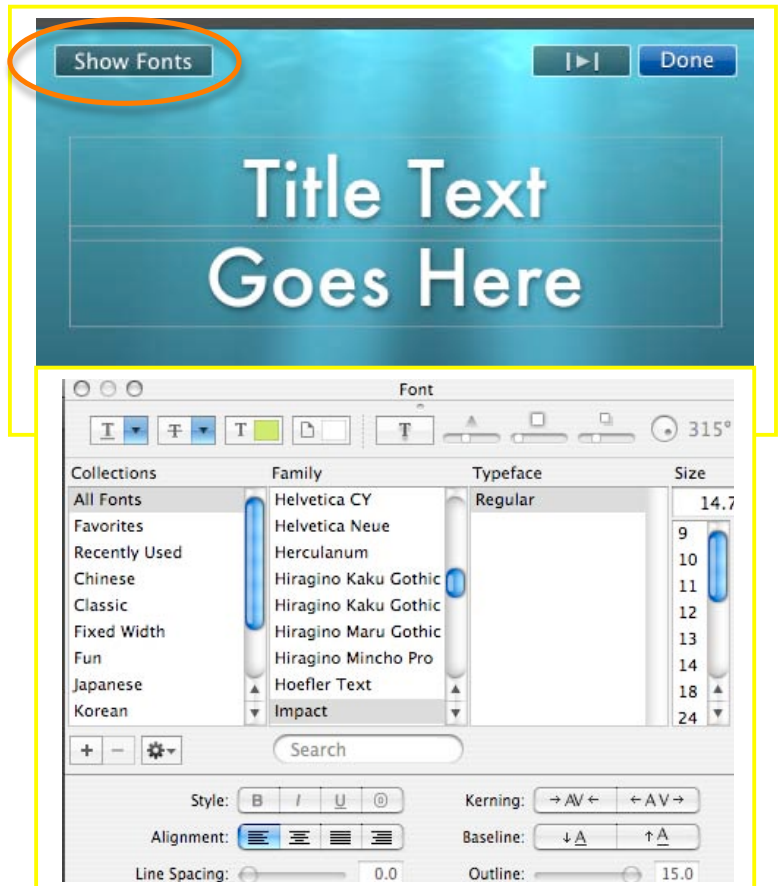 Show Fonts Done
Title Text
Goes Here
Font
T T T T 315°
Collections Family Typeface Size
All Fonts Helvetica CY Regular 14.7
Favorites Helvetica Neue 9
Recently Used Herculanum 10
Chinese Hiragino Kaku Gothic 11
Classic Hiragino Kaku Gothic 12
Fixed Width Hiragino Maru Gothic 13
Fun Hiragino Mincho Pro 14
Japanese Hoefler Text 18
Korean Impact 24
+ − Search
Style: B I U Kerning: →AV← ←AV→
Alignment: Baseline: ↓A ↑A
Line Spacing: 0.0 Outline: 15.0